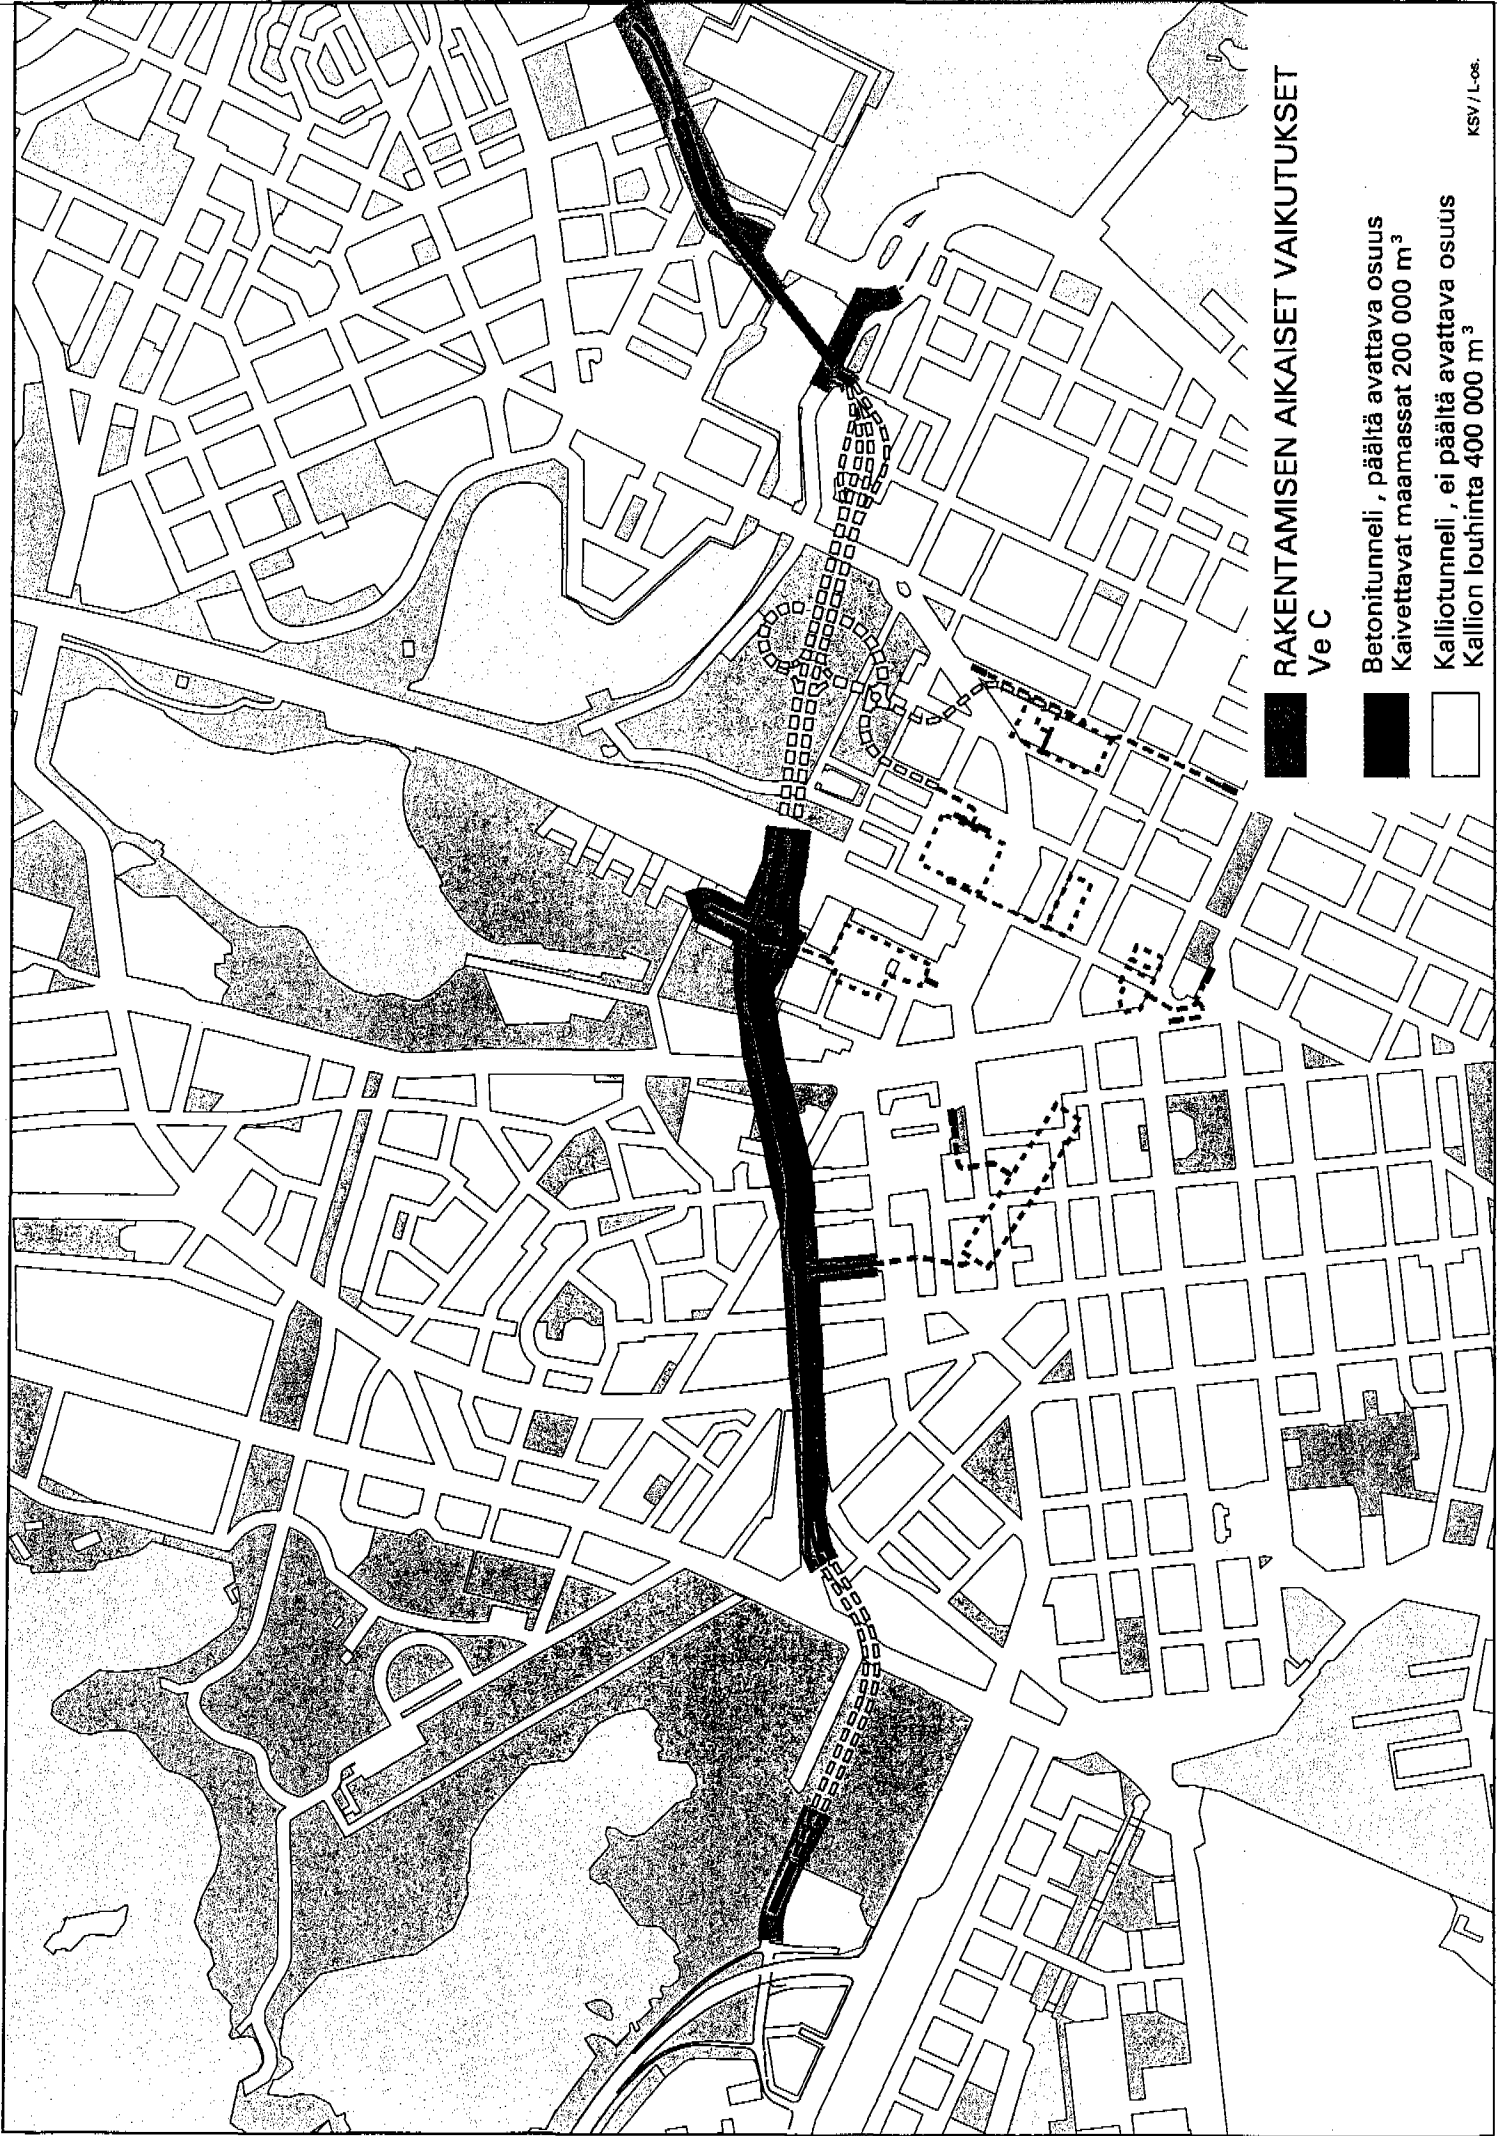 RAKENTAMISEN AIKAISET VAIKUTUKSET
Ve C
Betonitunneli , päältä avattava osuus
Kaivettavat maamassat 200 000 m³
Kalliotunneli , ei päältä avattava osuus
Kallion louhinta 400 000 m³
KSV / L-os.